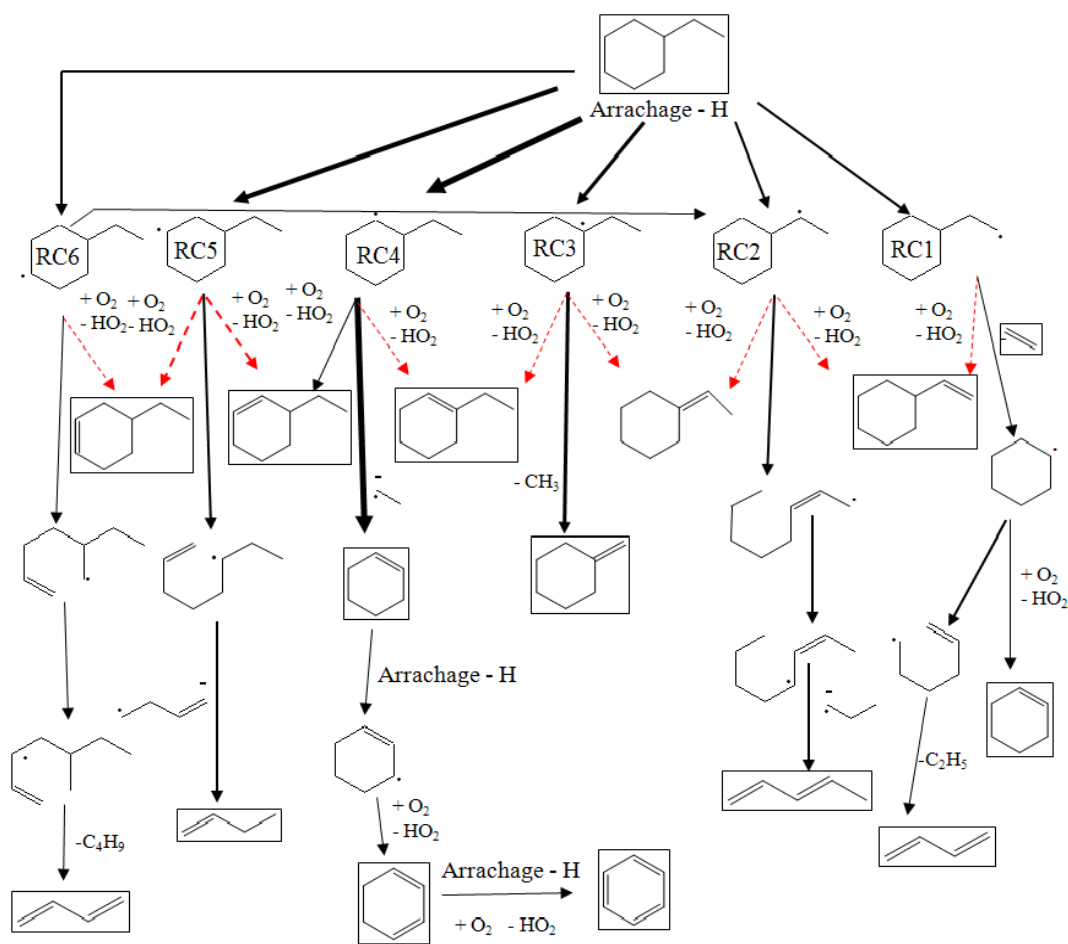 Arrachage - H
RC6
RC5
RC4
RC3
RC2
RC1
+ O₂
- HO₂
+ O₂
- HO₂
+ O₂
- HO₂
+ O₂
- HO₂
+ O₂
- HO₂
+ O₂
- HO₂
+ O₂
- HO₂
+ O₂
- HO₂
+ O₂
- HO₂
+ O₂
- HO₂
- CH₃
+ O₂
- HO₂
Arrachage - H
-C₂H₅
+ O₂
- HO₂
-C₄H₉
Arrachage - H
+ O₂ - HO₂